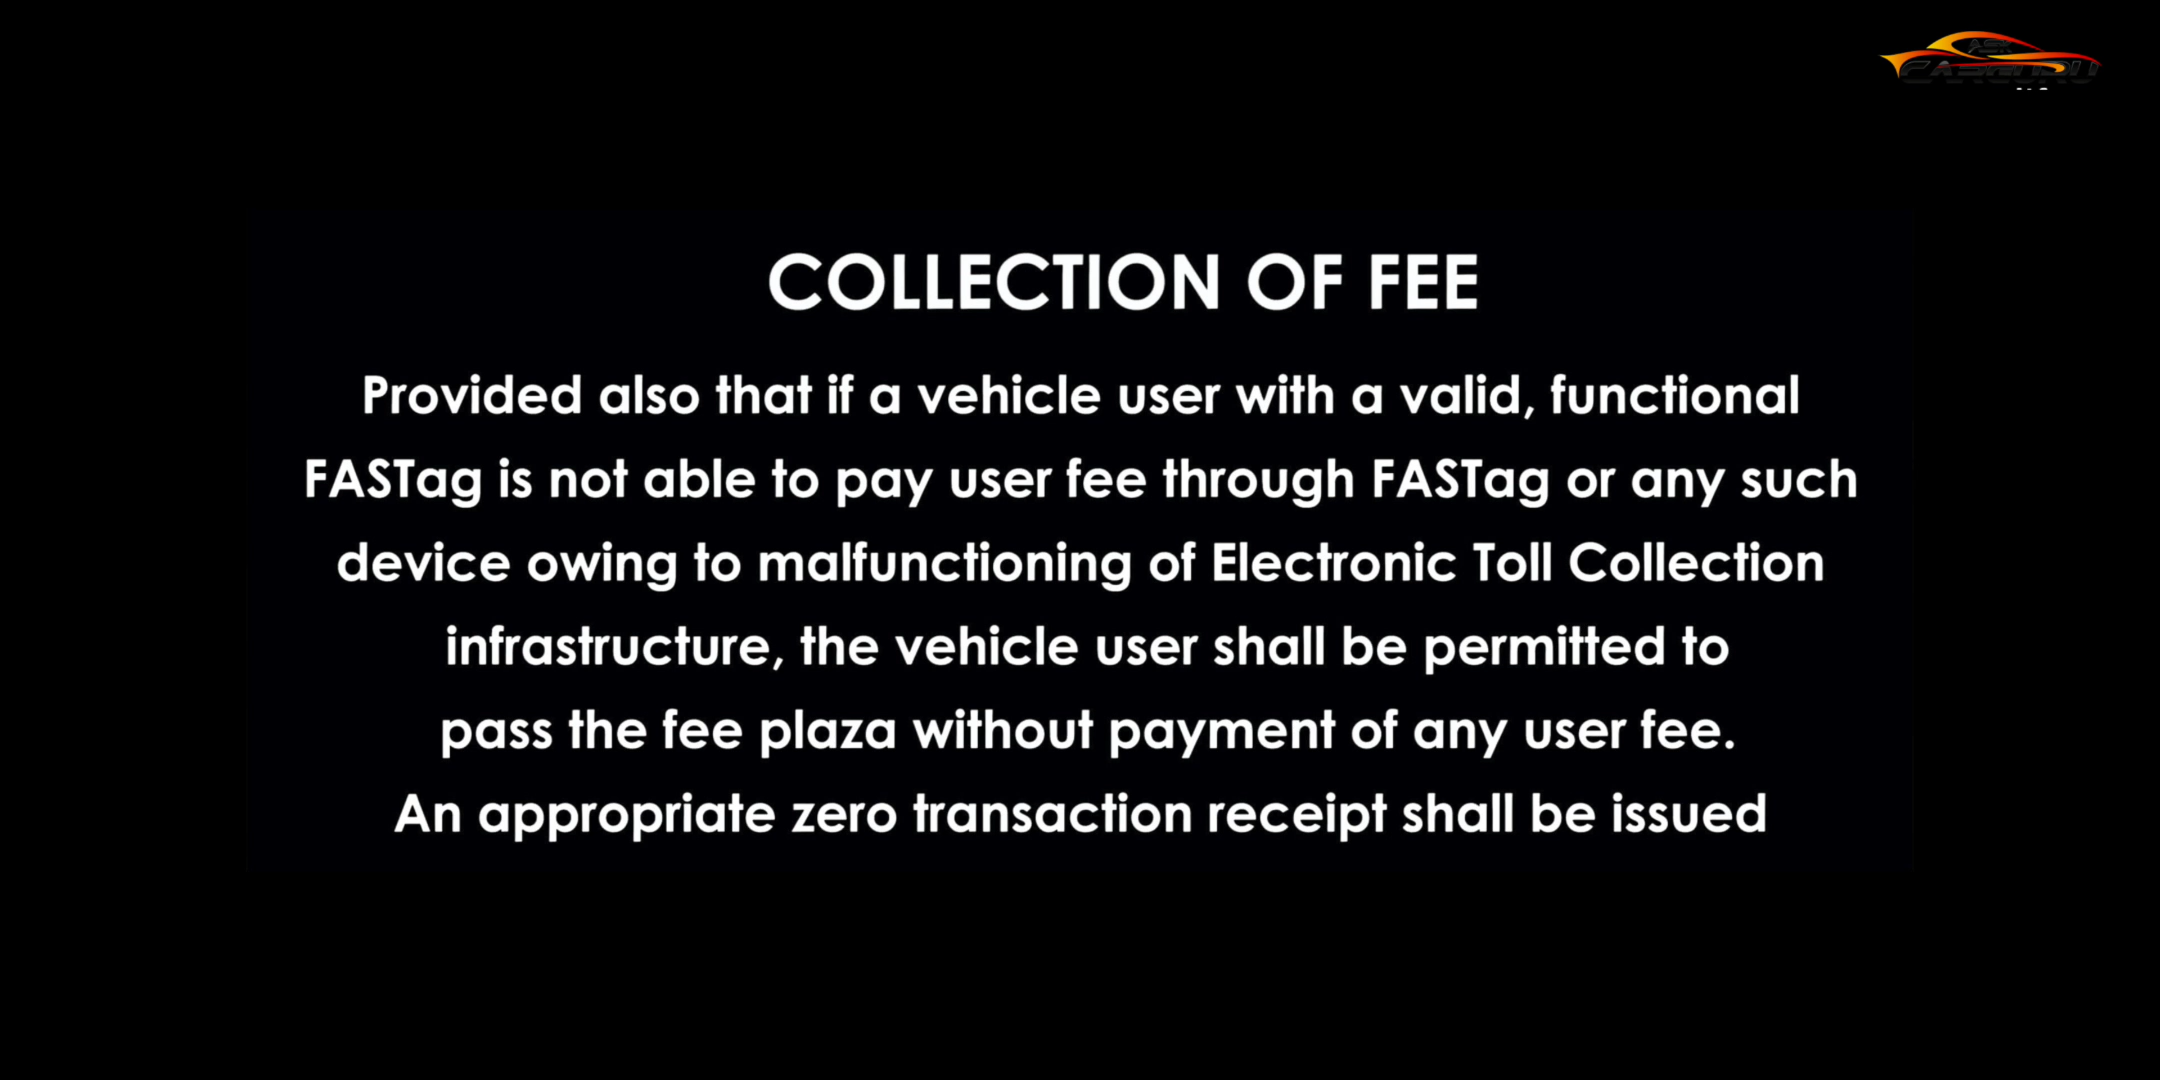 ASK
CARGURU
COLLECTION OF FEE
Provided also that if a vehicle user with a valid, functional
FASTag is not able to pay user fee through FASTag or any such
device owing to malfunctioning of Electronic Toll Collection
infrastructure, the vehicle user shall be permitted to
pass the fee plaza without payment of any user fee.
An appropriate zero transaction receipt shall be issued